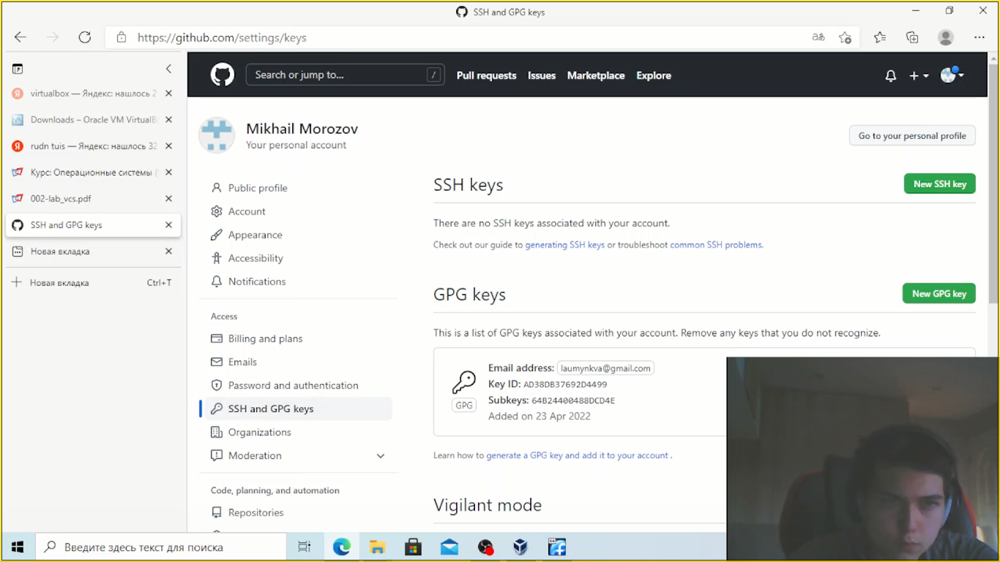 SSH and GPG keys
https://github.com/settings/keys
virtualbox — Яндекс: нашлось 2
Downloads – Oracle VM VirtualB
rudn tuis — Яндекс: нашлось 32
Курс: Операционные системы (
002-lab_vcs.pdf
SSH and GPG keys
Новая вкладка
Новая вкладка Ctrl+T
Search or jump to... /
Pull requests Issues Marketplace Explore
Mikhail Morozov
Your personal account
Go to your personal profile
Public profile
Account
Appearance
Accessibility
Notifications
Access
Billing and plans
Emails
Password and authentication
SSH and GPG keys
Organizations
Moderation
Code, planning, and automation
Repositories
SSH keys
New SSH key
There are no SSH keys associated with your account.
Check out our guide to generating SSH keys or troubleshoot common SSH problems.
GPG keys
New GPG key
This is a list of GPG keys associated with your account. Remove any keys that you do not recognize.
GPG
Email address: laumynkva@gmail.com
Key ID: AD38DB37692D4499
Subkeys: 64B24400488DCD4E
Added on 23 Apr 2022
Learn how to generate a GPG key and add it to your account .
Vigilant mode
Введите здесь текст для поиска